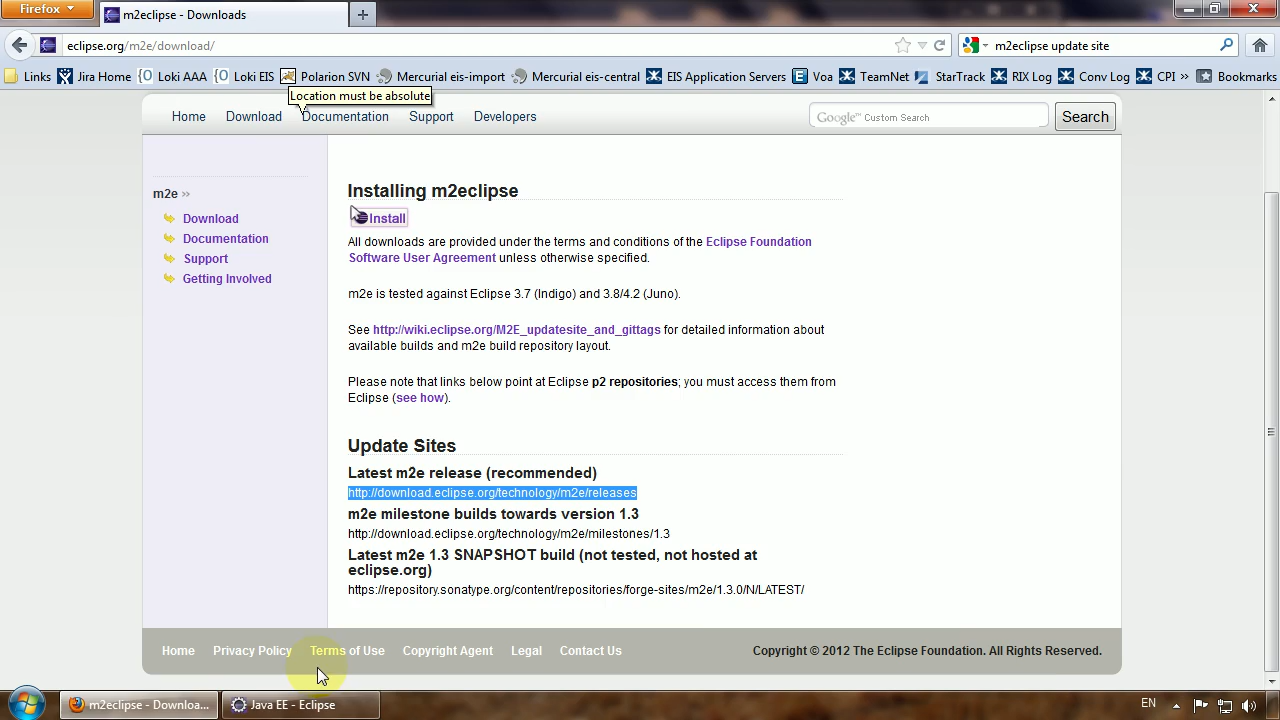 Firefox
m2eclipse - Downloads
eclipse.org/m2e/download/
m2eclipse update site
Links Jira Home Loki AAA Loki EIS Polarion SVN Mercurial eis-import Mercurial eis-central EIS Application Servers Voa TeamNet StarTrack RIX Log Conv Log CPI » Bookmarks
Location must be absolute
Home Download Documentation Support Developers
Google™ Custom Search
Search
m2e »
Download
Documentation
Support
Getting Involved
Installing m2eclipse
Install
All downloads are provided under the terms and conditions of the Eclipse Foundation
Software User Agreement unless otherwise specified.
m2e is tested against Eclipse 3.7 (Indigo) and 3.8/4.2 (Juno).
See http://wiki.eclipse.org/M2E_updatesite_and_gittags for detailed information about
available builds and m2e build repository layout.
Please note that links below point at Eclipse p2 repositories; you must access them from
Eclipse (see how).
Update Sites
Latest m2e release (recommended)
http://download.eclipse.org/technology/m2e/releases
m2e milestone builds towards version 1.3
http://download.eclipse.org/technology/m2e/milestones/1.3
Latest m2e 1.3 SNAPSHOT build (not tested, not hosted at
eclipse.org)
https://repository.sonatype.org/content/repositories/forge-sites/m2e/1.3.0/N/LATEST/
Home Privacy Policy Terms of Use Copyright Agent Legal Contact Us
Copyright © 2012 The Eclipse Foundation. All Rights Reserved.
m2eclipse - Downloa...
Java EE - Eclipse
EN